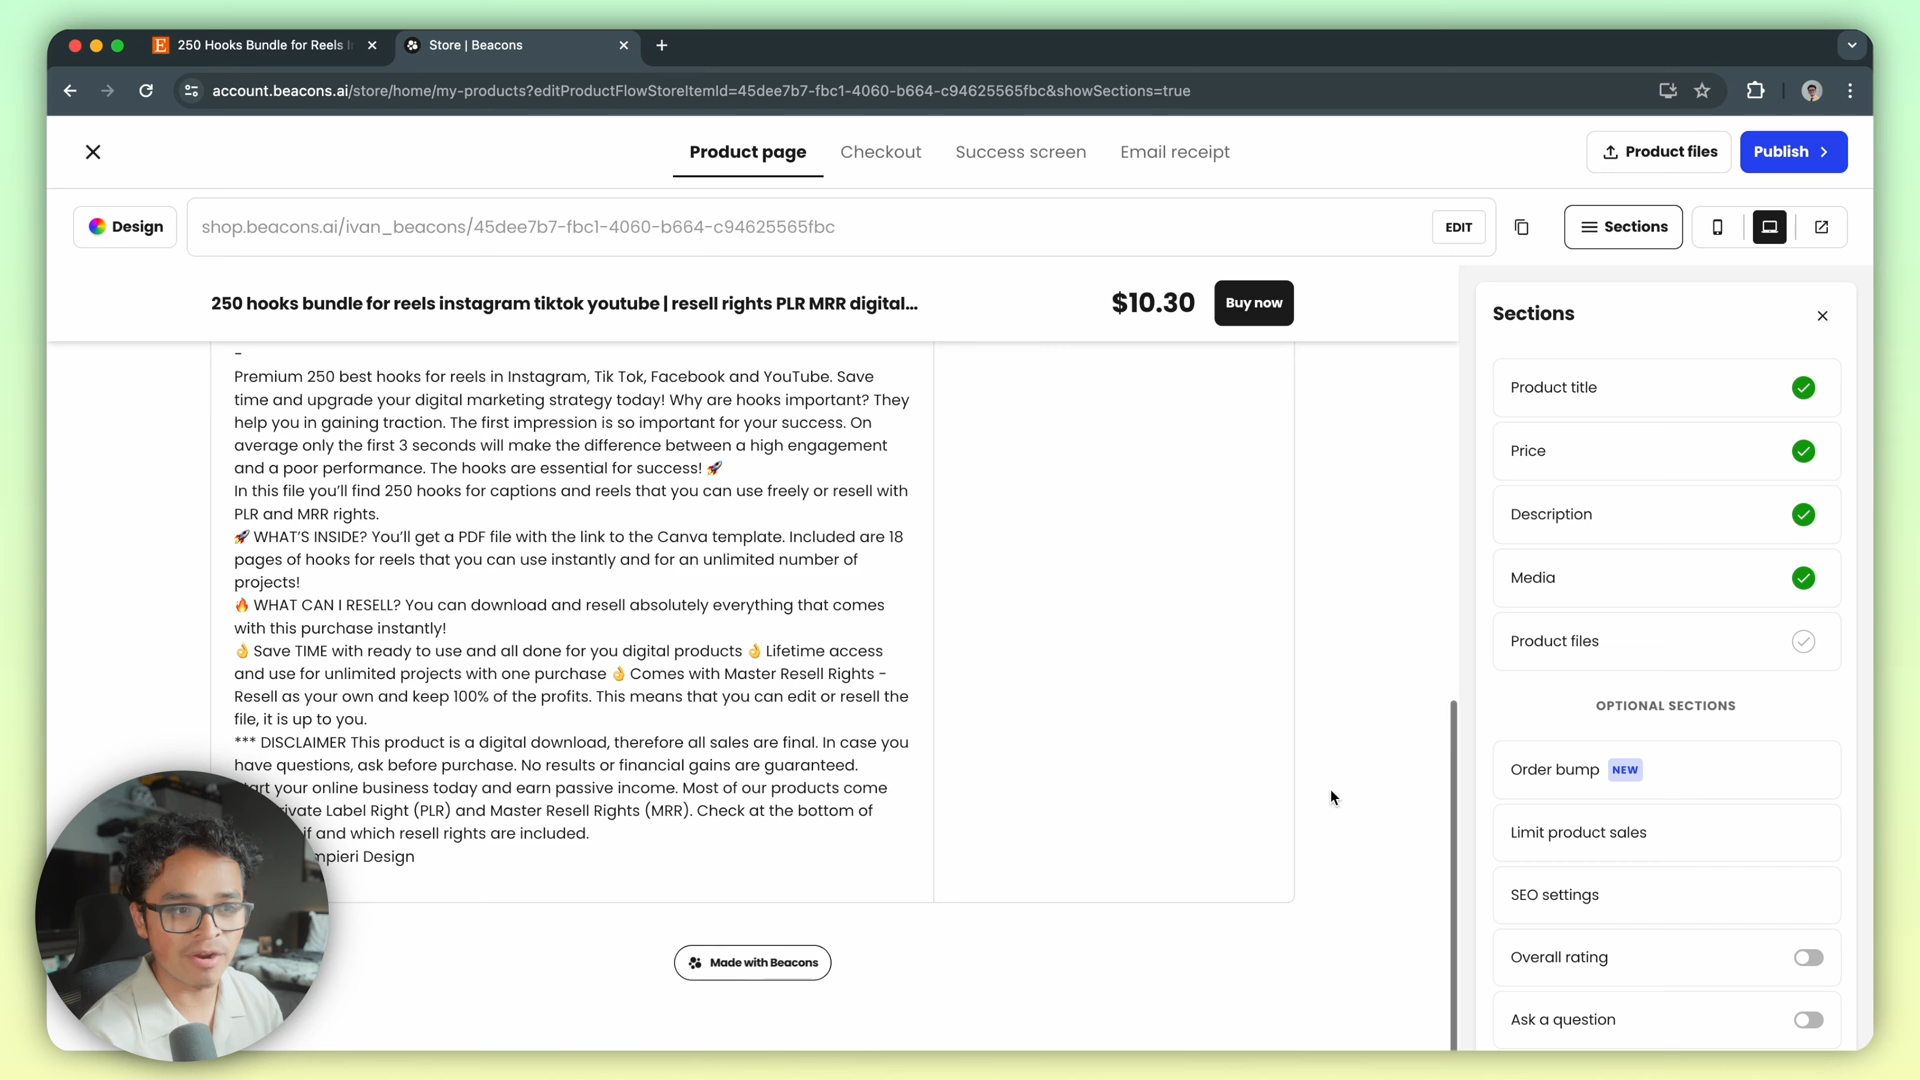 250 Hooks Bundle for Reels
Store | Beacons
account.beacons.ai/store/home/my-products?editProductFlowStoreItemId=45dee7b7-fbc1-4060-b664-c94625565fbc&showSections=true
Product page
Checkout
Success screen
Email receipt
Product files
Publish
Design
shop.beacons.ai/ivan_beacons/45dee7b7-fbc1-4060-b664-c94625565fbc
EDIT
Sections
250 hooks bundle for reels instagram tiktok youtube | resell rights PLR MRR digital...
$10.30
Buy now
-
Premium 250 best hooks for reels in Instagram, Tik Tok, Facebook and YouTube. Save
time and upgrade your digital marketing strategy today! Why are hooks important? They
help you in gaining traction. The first impression is so important for your success. On
average only the first 3 seconds will make the difference between a high engagement
and a poor performance. The hooks are essential for success! 🚀
In this file you'll find 250 hooks for captions and reels that you can use freely or resell with
PLR and MRR rights.
🚀 WHAT'S INSIDE? You'll get a PDF file with the link to the Canva template. Included are 18
pages of hooks for reels that you can use instantly and for an unlimited number of
projects!
🔥 WHAT CAN I RESELL? You can download and resell absolutely everything that comes
with this purchase instantly!
👌 Save TIME with ready to use and all done for you digital products 👌 Lifetime access
and use for unlimited projects with one purchase 👌 Comes with Master Resell Rights -
Resell as your own and keep 100% of the profits. This means that you can edit or resell the
file, it is up to you.
*** DISCLAIMER This product is a digital download, therefore all sales are final. In case you
have questions, ask before purchase. No results or financial gains are guaranteed.
your online business today and earn passive income. Most of our products come
Label Right (PLR) and Master Resell Rights (MRR). Check at the bottom of
if and which resell rights are included.
Design
Made with Beacons
Sections
Product title
Price
Description
Media
Product files
OPTIONAL SECTIONS
Order bump NEW
Limit product sales
SEO settings
Overall rating
Ask a question